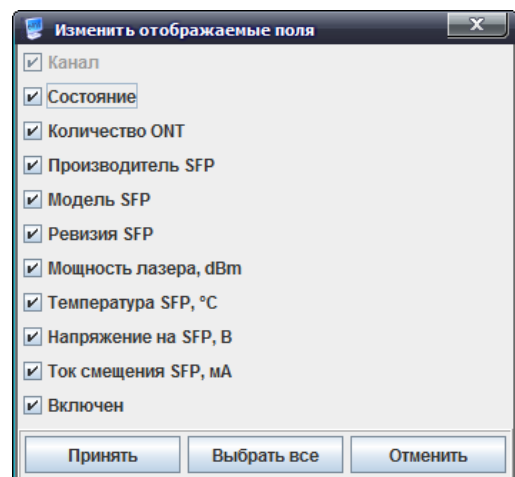 Изменить отображаемые поля
Канал
Состояние
Количество ONT
Производитель SFP
Модель SFP
Ревизия SFP
Мощность лазера, dBm
Температура SFP, °C
Напряжение на SFP, В
Ток смещения SFP, мА
Включен
Принять Выбрать все Отменить